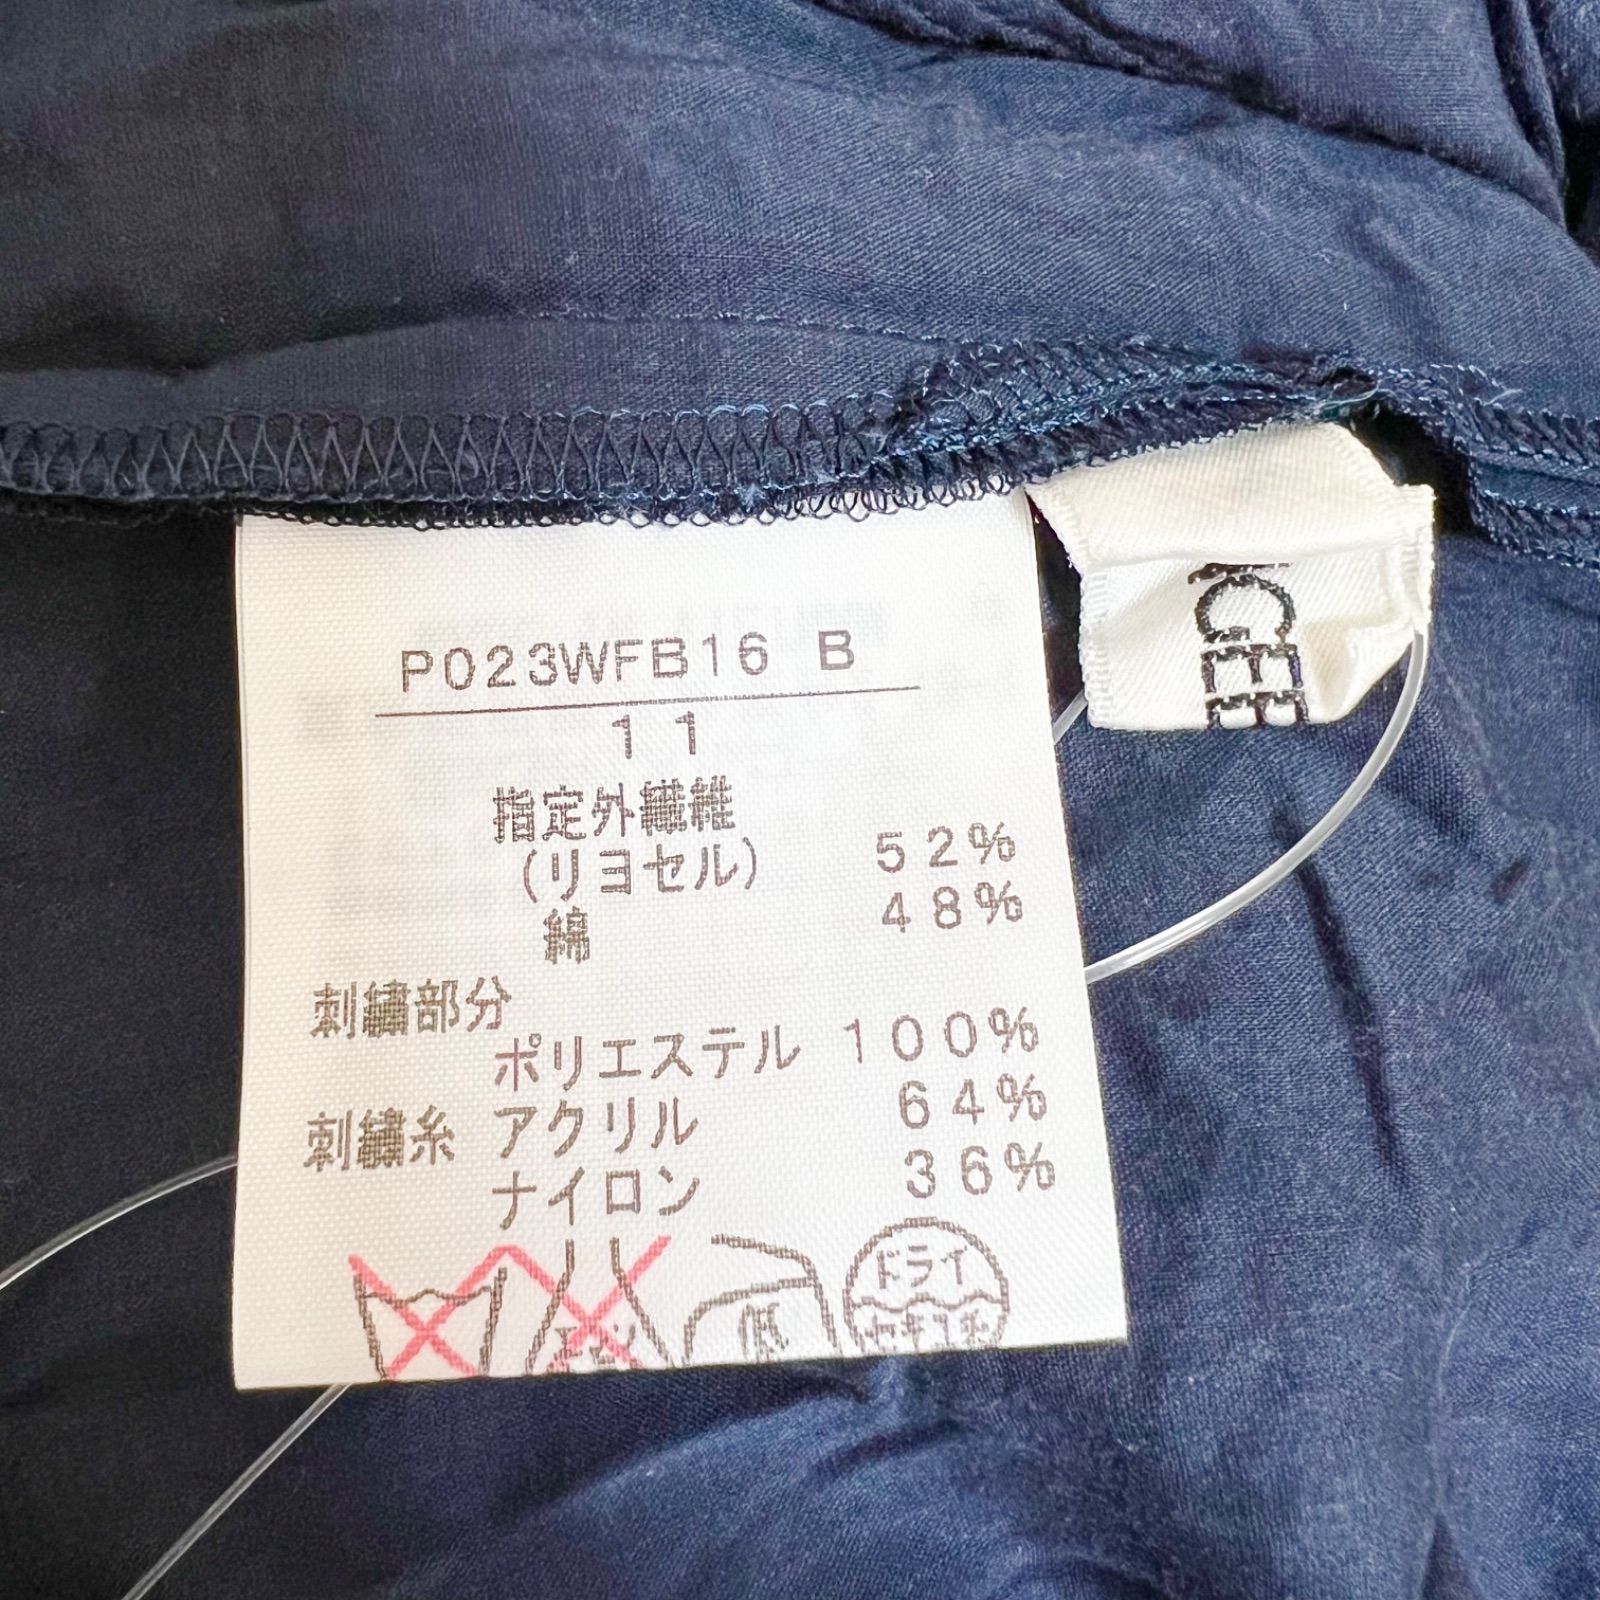 P023WFB16 B
11
指定外繊維
(リヨセル) 52%
綿 48%
刺繍部分
ポリエステル 100%
刺繍糸 アクリル 64%
ナイロン 36%
ドライ